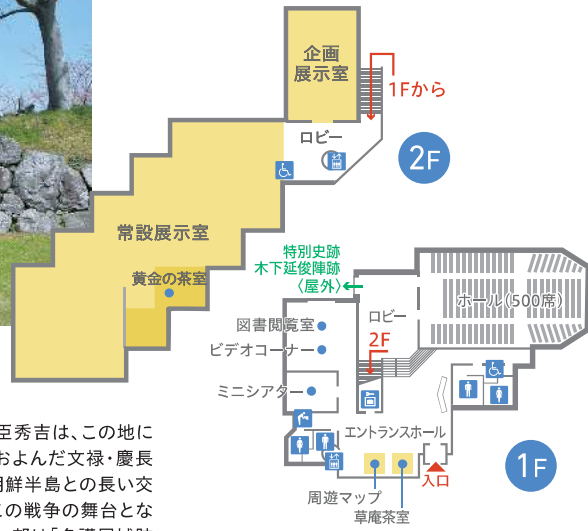 企画
展示室
1Fから
ロビー
2F
常設展示室
黄金の茶室
特別史跡
木下延俊陣跡
〈屋外〉
ホール(500席)
ロビー
図書閲覧室
2F
ビデオコーナー
ミニシアター
エントランスホール
1F
入口
周遊マップ
草庵茶室
臣秀吉は、この地に
およんだ文禄・慶長
朝鮮半島との長い交
この戦争の舞台とな